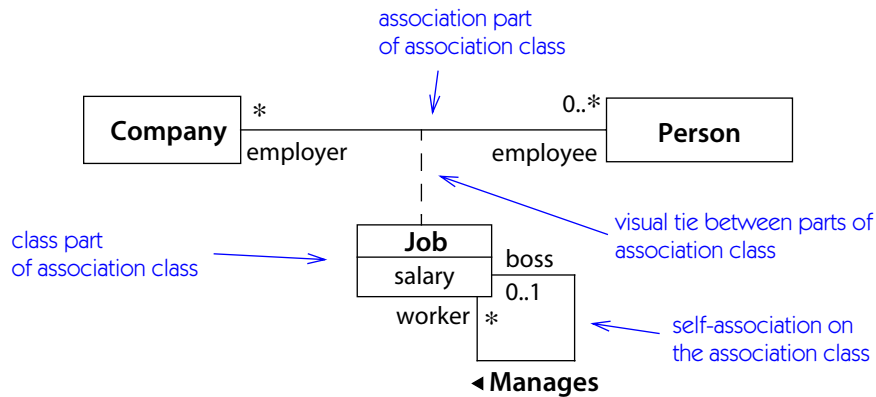 association part
of association class
*
0..*
Company
Person
employer
employee
visual tie between parts of
association class
class part
of association class
Job
salary
boss
0..1
worker
*
self-association on
the association class
◄ Manages